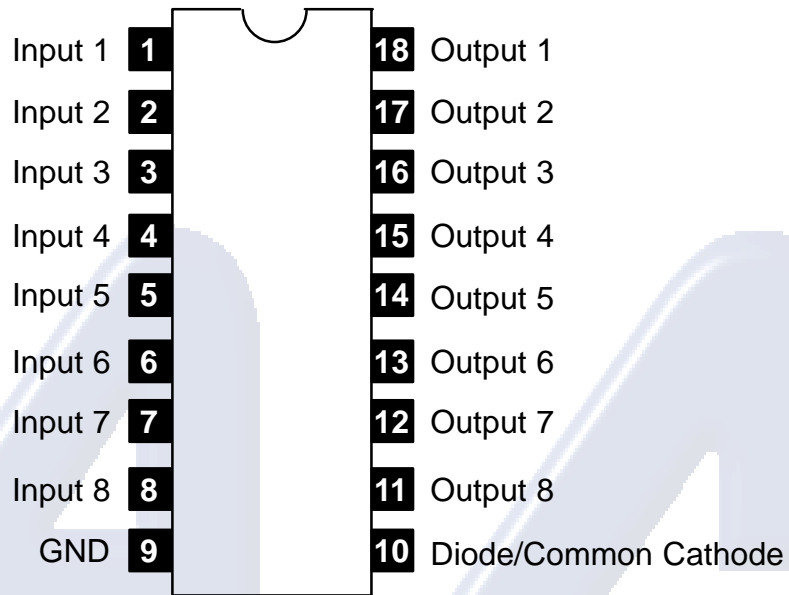 Input 1 1 18 Output 1
Input 2 2 17 Output 2
Input 3 3 16 Output 3
Input 4 4 15 Output 4
Input 5 5 14 Output 5
Input 6 6 13 Output 6
Input 7 7 12 Output 7
Input 8 8 11 Output 8
GND 9 10 Diode/Common Cathode